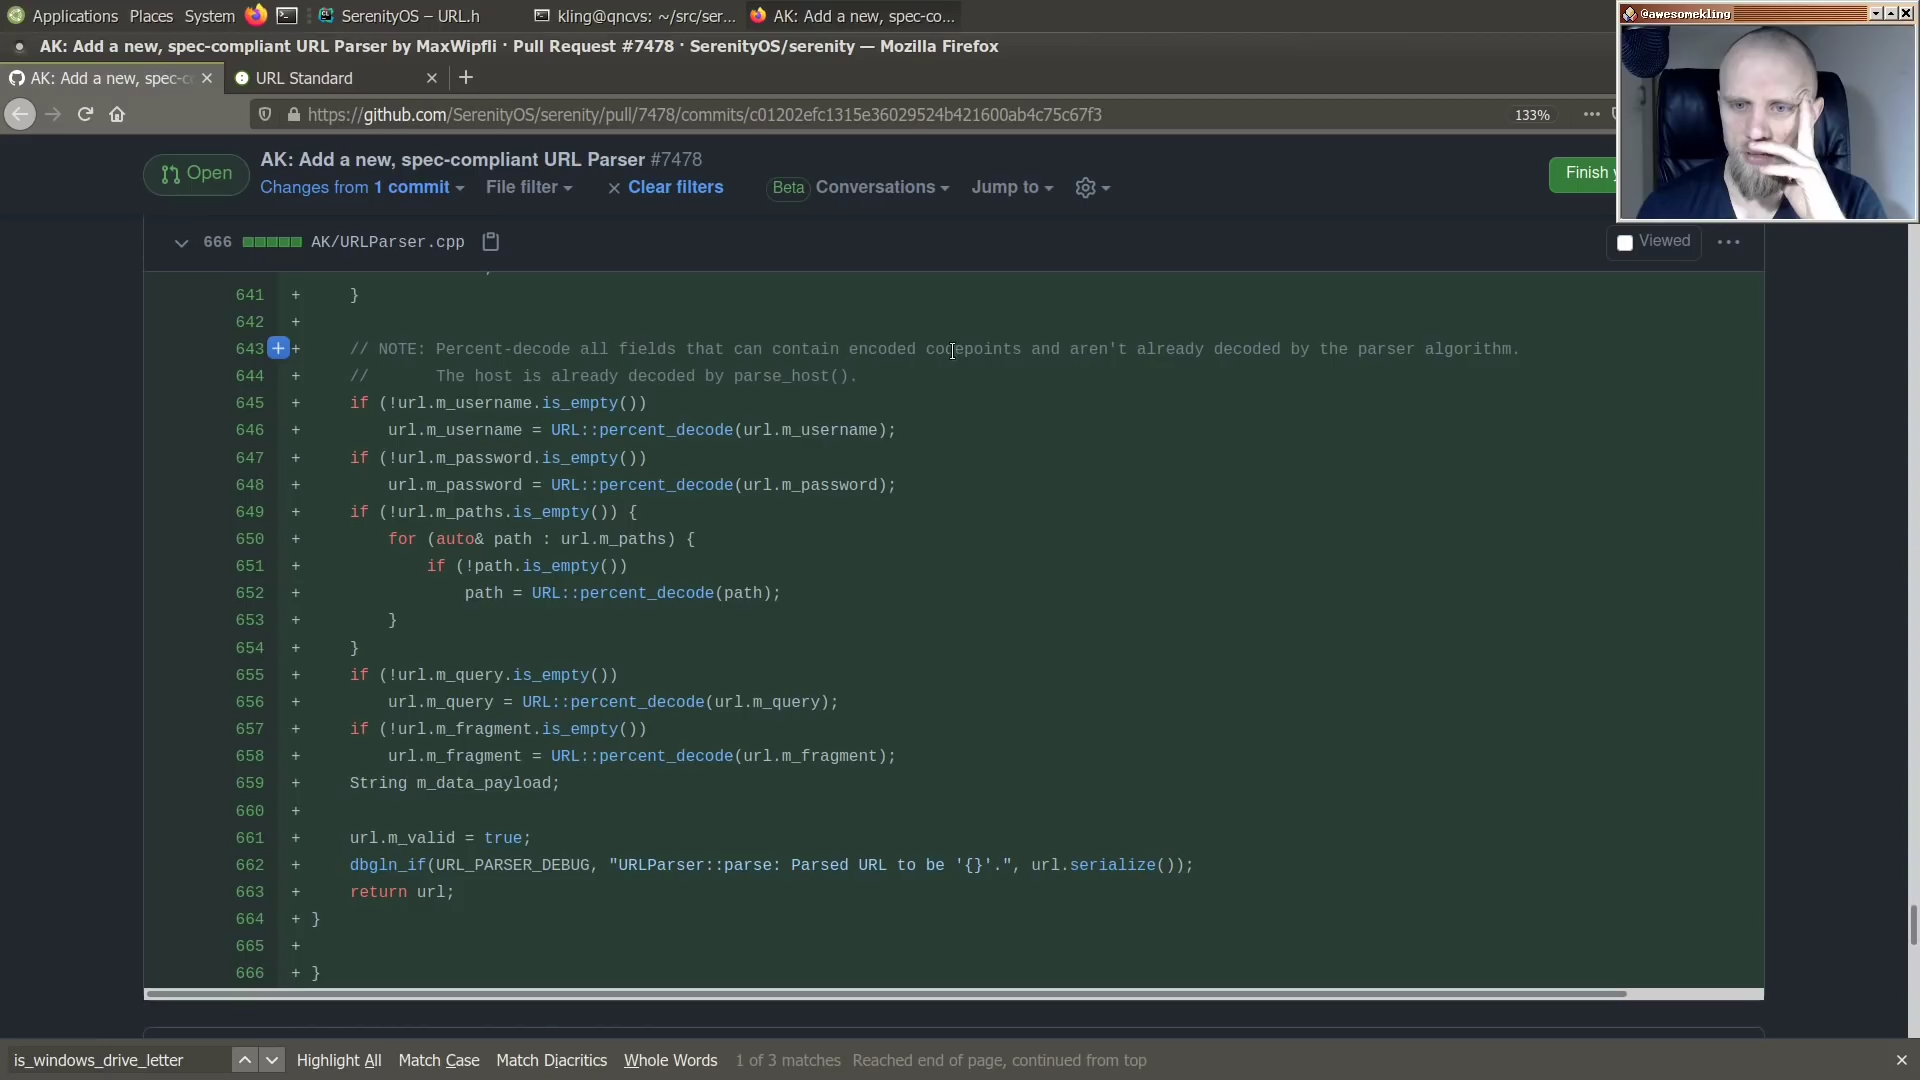 Applications Places System SerenityOS – URL.h kling@qncvs: ~/src/ser... AK: Add a new, spec-co...
@awesomekling
AK: Add a new, spec-compliant URL Parser by MaxWipfli · Pull Request #7478 · SerenityOS/serenity — Mozilla Firefox
AK: Add a new, spec-c × URL Standard × +
https://github.com/SerenityOS/serenity/pull/7478/commits/c01202efc1315e36029524b421600ab4c75c67f3 133% ...
Open
AK: Add a new, spec-compliant URL Parser #7478
Changes from 1 commit File filter × Clear filters Beta Conversations Jump to
Finish y
666 AK/URLParser.cpp Viewed ...
641 + }
642 +
643 + // NOTE: Percent-decode all fields that can contain encoded codepoints and aren't already decoded by the parser algorithm.
644 + // The host is already decoded by parse_host().
645 + if (!url.m_username.is_empty())
646 + url.m_username = URL::percent_decode(url.m_username);
647 + if (!url.m_password.is_empty())
648 + url.m_password = URL::percent_decode(url.m_password);
649 + if (!url.m_paths.is_empty()) {
650 + for (auto& path : url.m_paths) {
651 + if (!path.is_empty())
652 + path = URL::percent_decode(path);
653 + }
654 + }
655 + if (!url.m_query.is_empty())
656 + url.m_query = URL::percent_decode(url.m_query);
657 + if (!url.m_fragment.is_empty())
658 + url.m_fragment = URL::percent_decode(url.m_fragment);
659 + String m_data_payload;
660 +
661 + url.m_valid = true;
662 + dbgln_if(URL_PARSER_DEBUG, "URLParser::parse: Parsed URL to be '{}'.", url.serialize());
663 + return url;
664 + }
665 +
666 + }
is_windows_drive_letter Highlight All Match Case Match Diacritics Whole Words 1 of 3 matches Reached end of page, continued from top ×